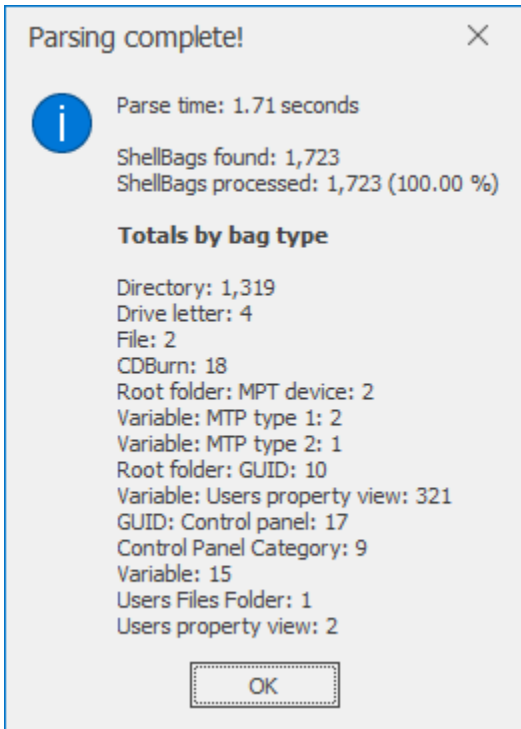 Parsing complete!
Parse time: 1.71 seconds
ShellBags found: 1,723
ShellBags processed: 1,723 (100.00 %)
Totals by bag type
Directory: 1,319
Drive letter: 4
File: 2
CDBurn: 18
Root folder: MPT device: 2
Variable: MTP type 1: 2
Variable: MTP type 2: 1
Root folder: GUID: 10
Variable: Users property view: 321
GUID: Control panel: 17
Control Panel Category: 9
Variable: 15
Users Files Folder: 1
Users property view: 2
OK